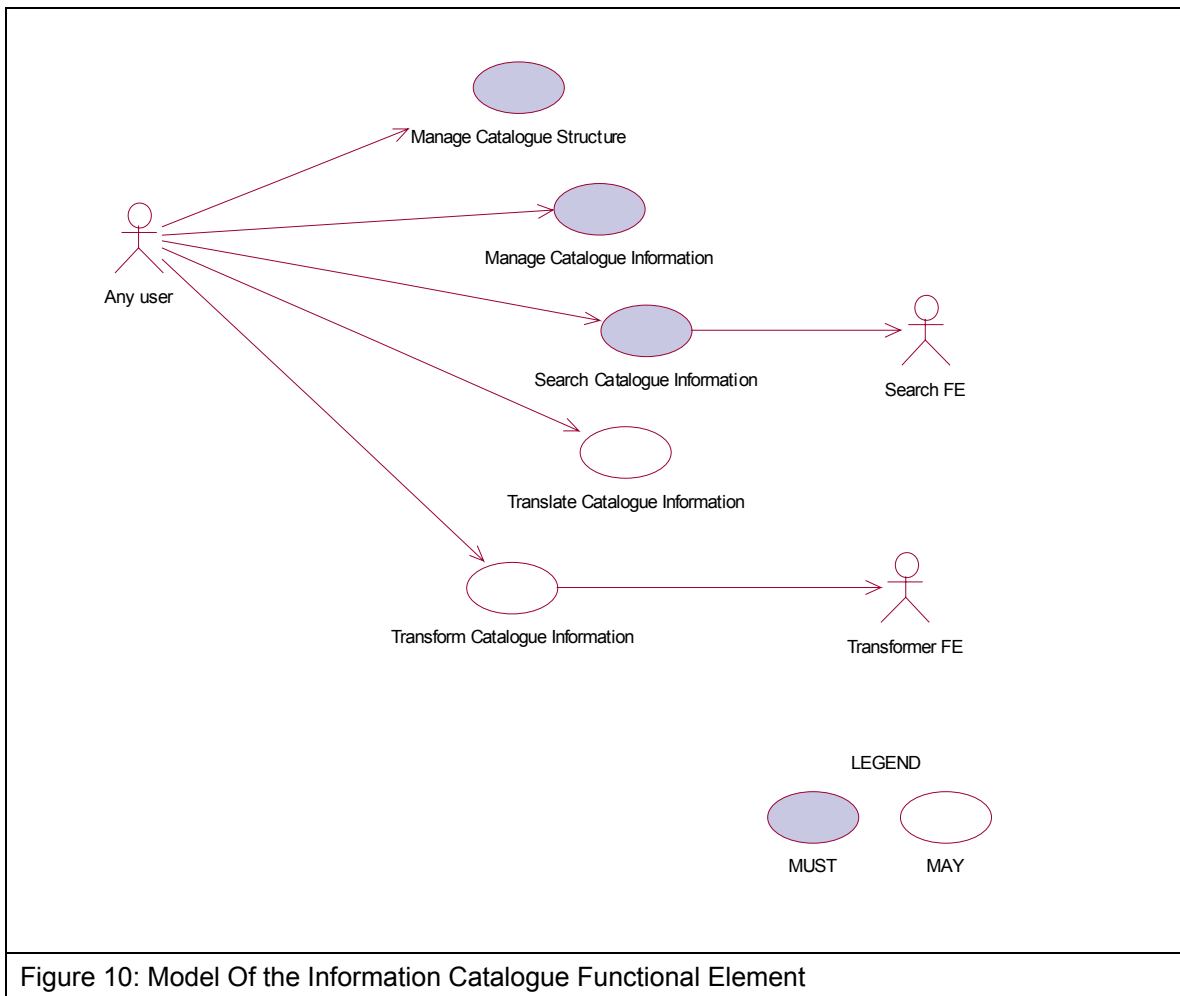 Manage Catalogue Structure
Manage Catalogue Information
Any user
Search Catalogue Information
Search FE
Translate Catalogue Information
Transform Catalogue Information
Transformer FE
LEGEND
MUST
MAY
Figure 10: Model Of the Information Catalogue Functional Element